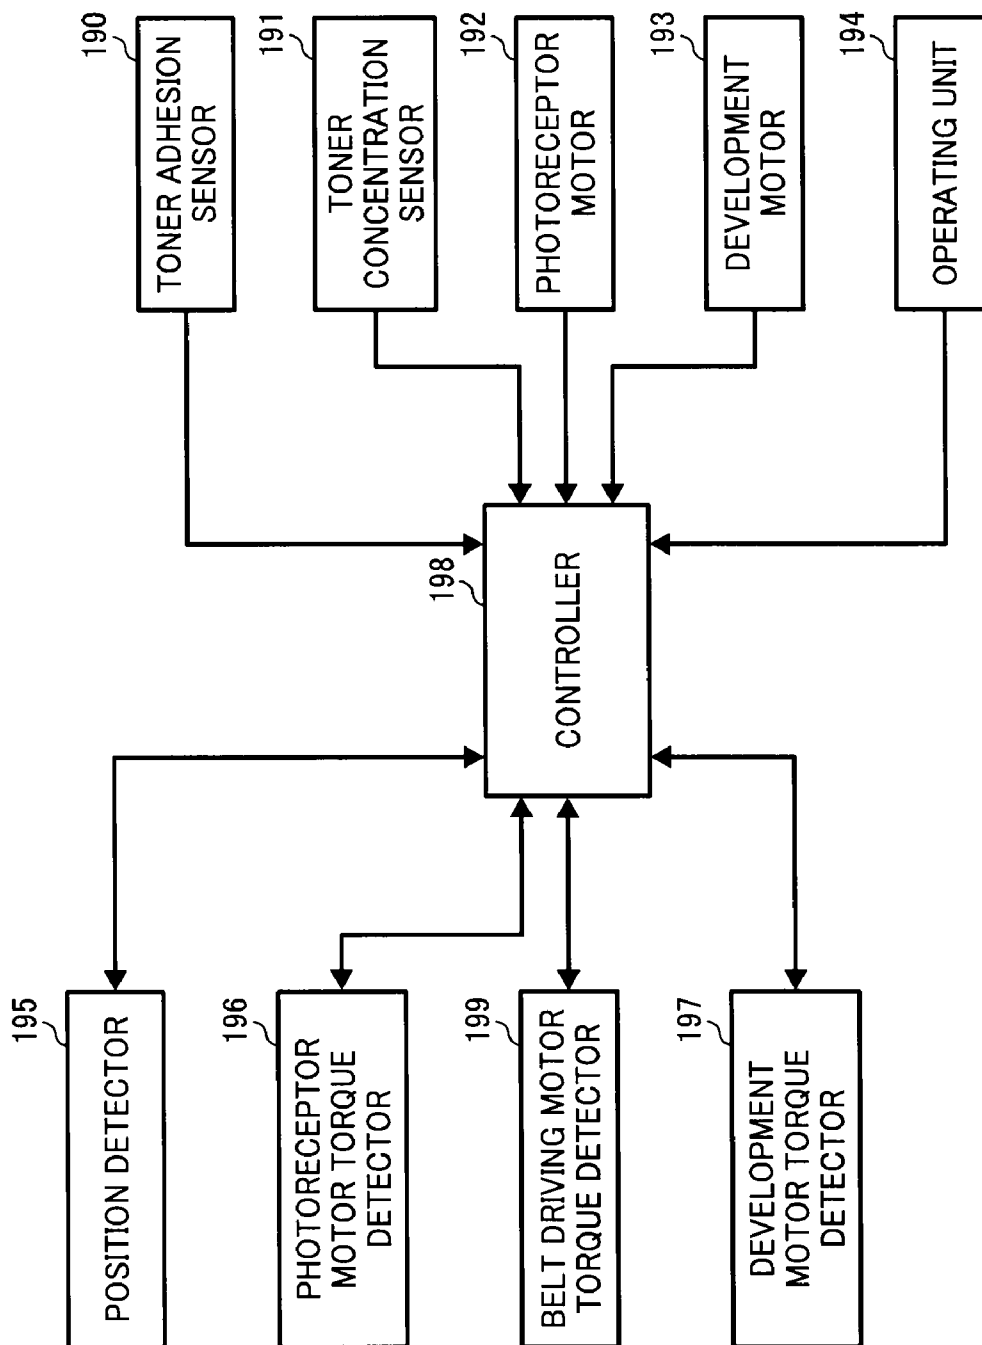 190
TONER ADHESION
SENSOR
191
TONER
CONCENTRATION
SENSOR
192
PHOTORECEPTOR
MOTOR
193
DEVELOPMENT
MOTOR
194
OPERATING UNIT
198
CONTROLLER
195
POSITION DETECTOR
196
PHOTORECEPTOR
MOTOR TORQUE
DETECTOR
199
BELT DRIVING MOTOR
TORQUE DETECTOR
197
DEVELOPMENT
MOTOR TORQUE
DETECTOR